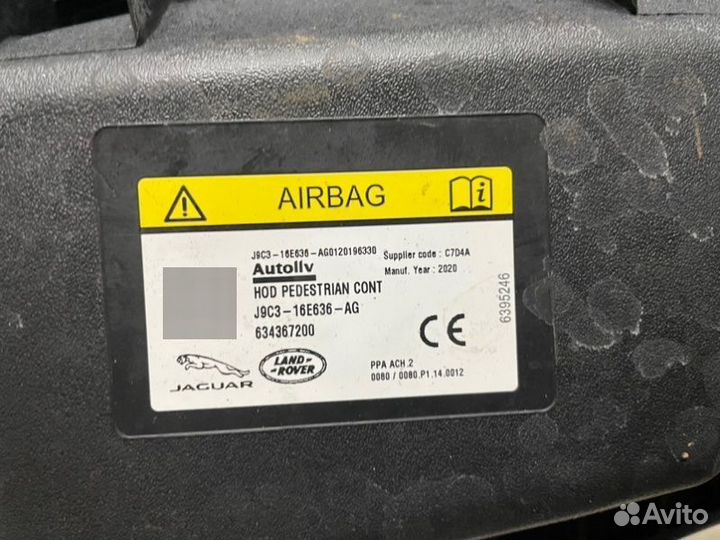 AIRBAG
J9C3-16E636-AG0120196330 Supplier code : C7D4A
Autoliv Manuf. Year : 2020
HOD PEDESTRIAN CONT
J9C3-16E636-AG
634367200
CE
6395246
JAGUAR
LAND-
-ROVER
PPA ACH.2
0080 / 0080.P1.14.0012
Avito